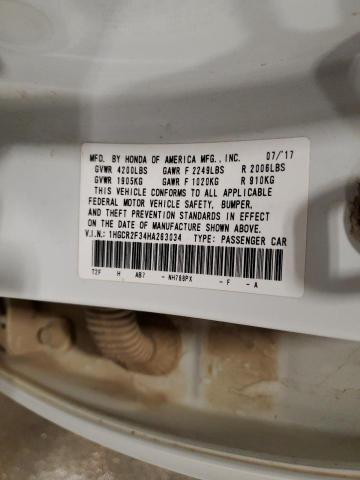 MFD. BY HONDA OF AMERICA MFG., INC. 07/'17
GVWR 4200LBS GAWR F 2249LBS R 2006LBS
GVWR 1905KG GAWR F 1020KG R 910KG
THIS VEHICLE CONFORMS TO ALL APPLICABLE
FEDERAL MOTOR VEHICLE SAFETY, BUMPER,
AND THEFT PREVENTION STANDARDS IN EFFECT
ON THE DATE OF MANUFACTURE SHOWN ABOVE.
V.I.N.: 1HGCR2F34HA263034 TYPE: PASSENGER CAR
T2F H AB7 - NH788PX - F - A